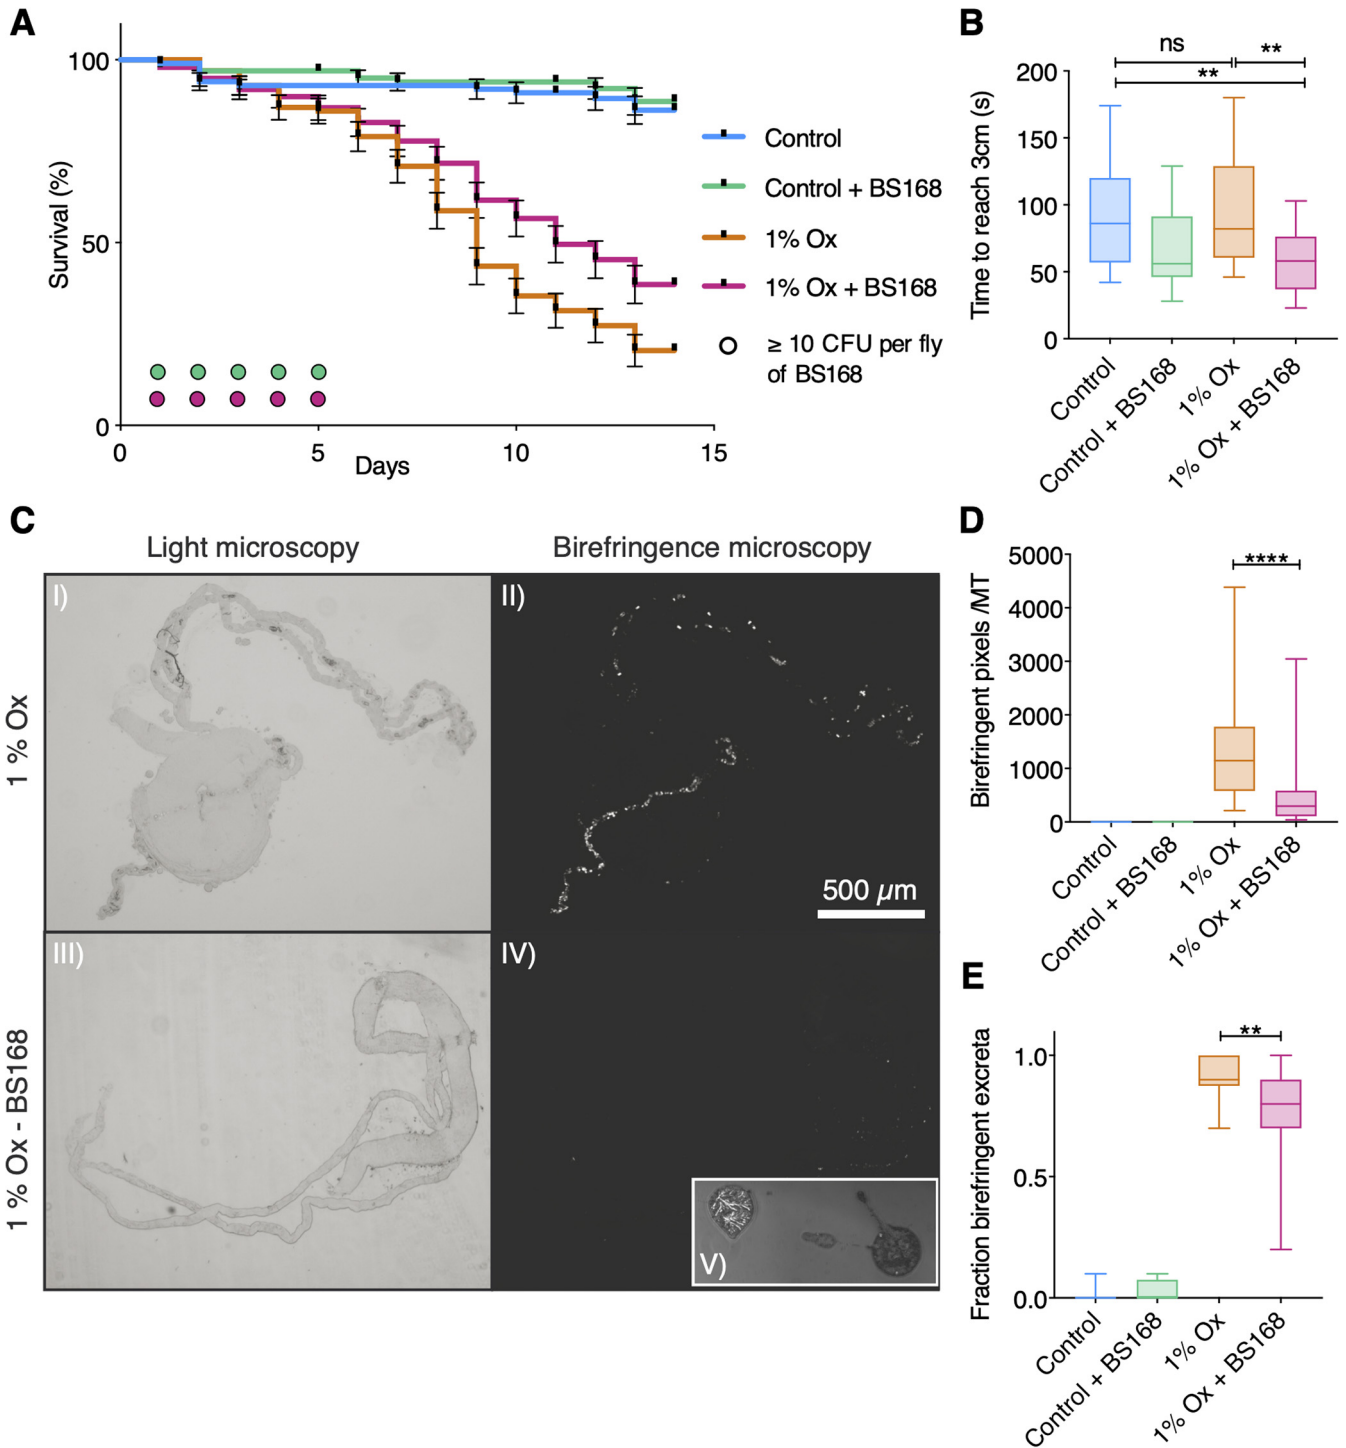 A
Survival (%)
100
50
0
0
5
10
15
Days
Control
Control + BS168
1% Ox
1% Ox + BS168
≥ 10 CFU per fly
of BS168
B
ns
**
**
Time to reach 3cm (s)
200
150
100
50
0
Control
Control + BS168
1% Ox
1% Ox + BS168
C
Light microscopy
Birefringence microscopy
1 % Ox
I)
II)
500 µm
1 % Ox - BS168
III)
IV)
V)
D
****
Birefringent pixels /MT
5000
4000
3000
2000
1000
0
Control
Control + BS168
1% Ox
1% Ox + BS168
E
**
Fraction birefringent excreta
1.0
0.5
0.0
Control
Control + BS168
1% Ox
1% Ox + BS168